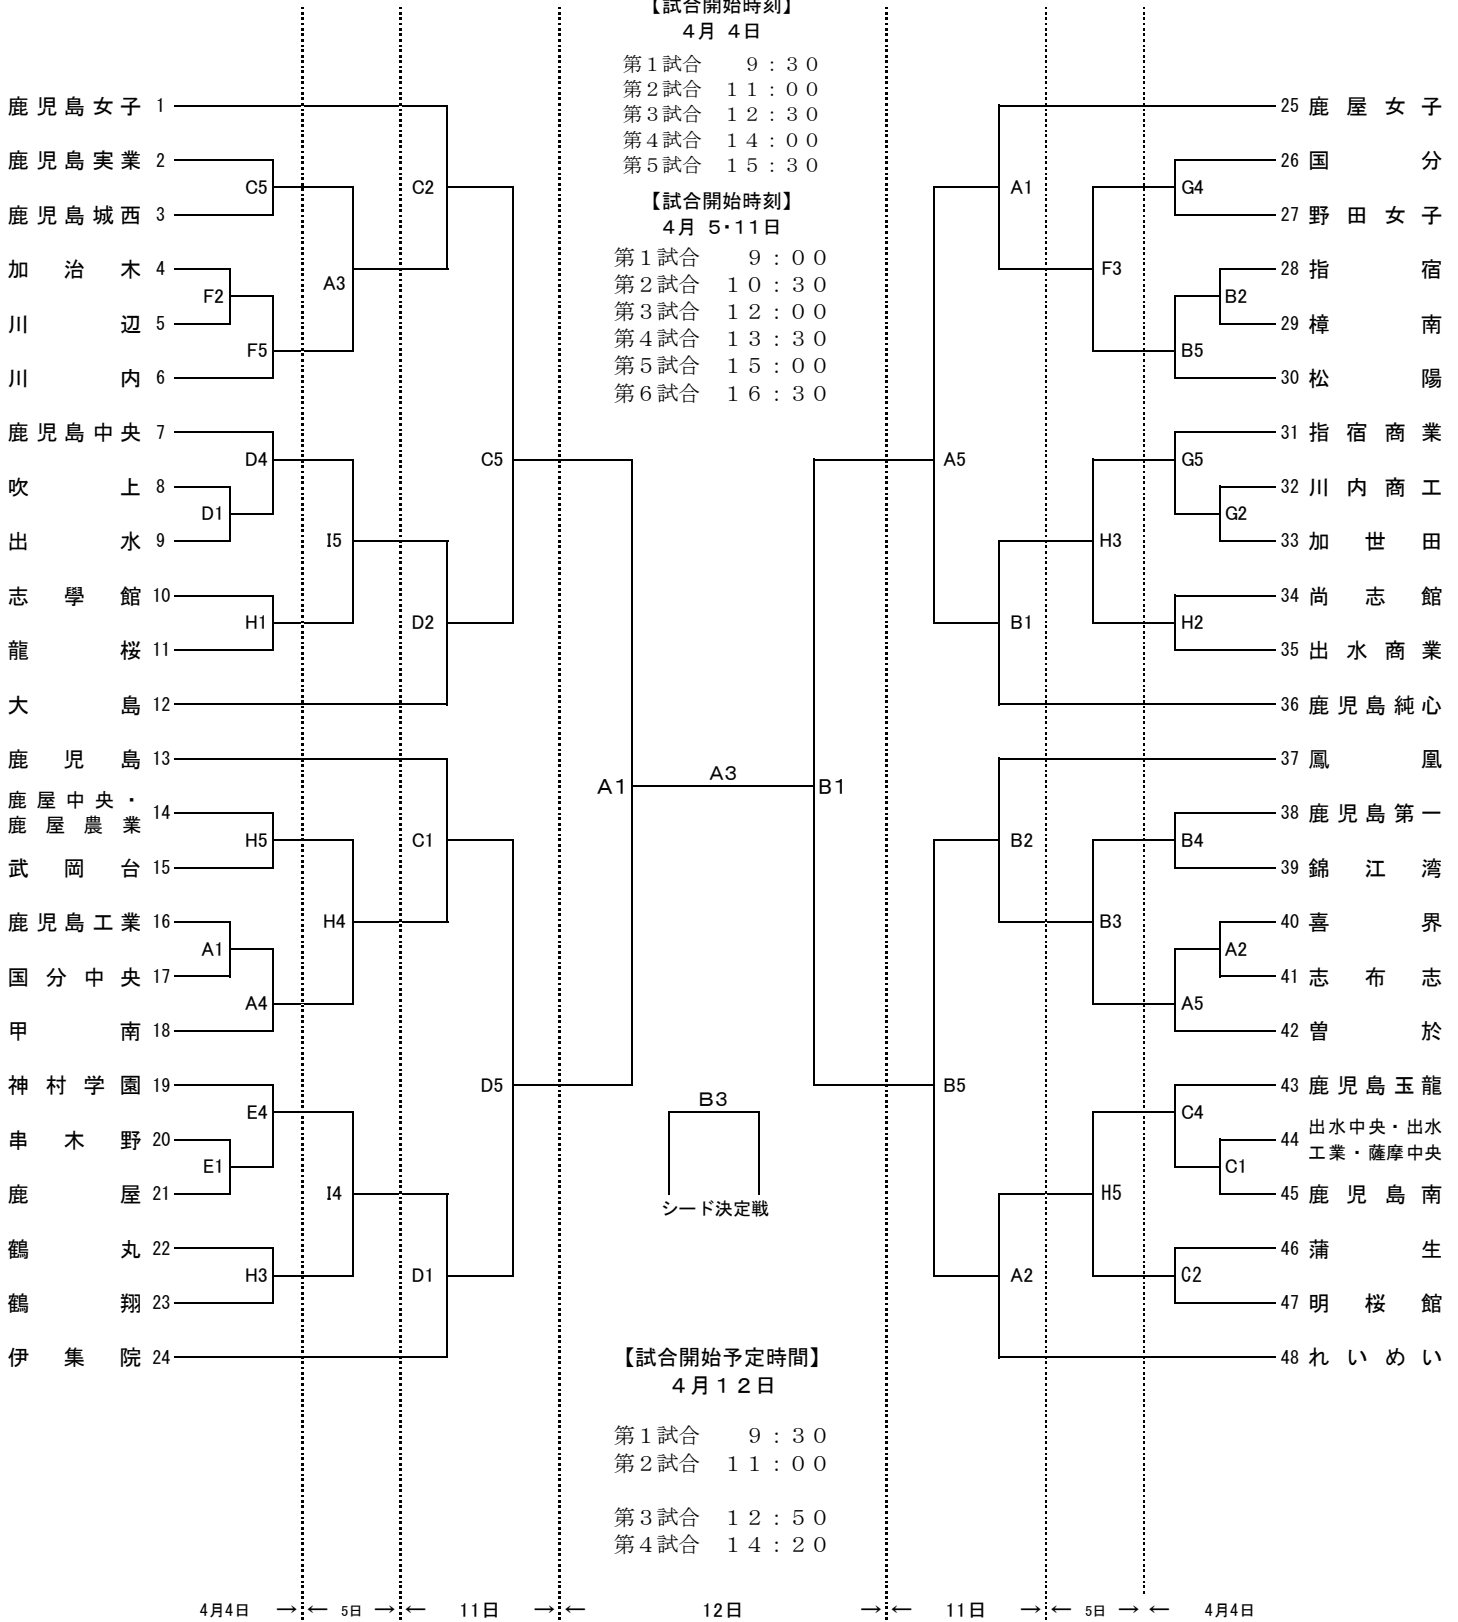 【試合開始時刻】
４月 ４日
第１試合 ９：３０
第２試合 １１：００
第３試合 １２：３０
第４試合 １４：００
第５試合 １５：３０
【試合開始時刻】
４月 ５・１１日
第１試合 ９：００
第２試合 １０：３０
第３試合 １２：００
第４試合 １３：３０
第５試合 １５：００
第６試合 １６：３０
鹿児島女子 1
鹿児島実業 2
鹿児島城西 3
加治木 4
川辺 5
川内 6
鹿児島中央 7
吹上 8
出水 9
志學館 10
龍桜 11
大島 12
鹿児島 13
鹿屋中央・
鹿屋農業
14
武岡台 15
鹿児島工業 16
国分中央 17
甲南 18
神村学園 19
串木野 20
鹿屋 21
鶴丸 22
鶴翔 23
伊集院 24
F2
D1
A1
E1
C5
F5
D4
H1
H5
A4
E4
H3
A3
I5
H4
I4
C2
D2
C1
D1
C5
D5
A1
A3
B1
A5
B5
A1
B1
B2
A2
F3
H3
B3
H5
G4
B5
G5
H2
B4
A5
C4
C2
B2
G2
A2
C1
25 鹿屋女子
26 国分
27 野田女子
28 指宿
29 樟南
30 松陽
31 指宿商業
32 川内商工
33 加世田
34 尚志館
35 出水商業
36 鹿児島純心
37 鳳凰
38 鹿児島第一
39 錦江湾
40 喜界
41 志布志
42 曽於
43 鹿児島玉龍
44
出水中央・出水
工業・薩摩中央
45 鹿児島南
46 蒲生
47 明桜館
48 れいめい
B3
シード決定戦
【試合開始予定時間】
４月１２日
第１試合 ９：３０
第２試合 １１：００
第３試合 １２：５０
第４試合 １４：２０
4月4日 →← 5日 →← 11日 →← 12日 →← 11日 →← 5日 →← 4月4日